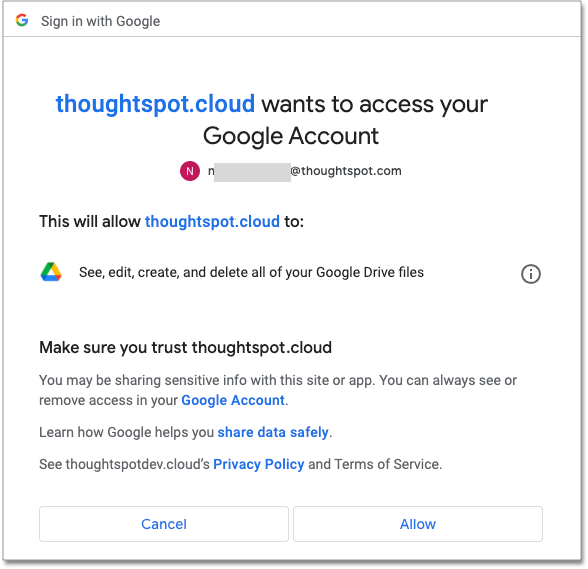 Sign in with Google
thoughtspot.cloud wants to access your
Google Account
N n @thoughtspot.com
This will allow thoughtspot.cloud to:
See, edit, create, and delete all of your Google Drive files
Make sure you trust thoughtspot.cloud
You may be sharing sensitive info with this site or app. You can always see or
remove access in your Google Account.
Learn how Google helps you share data safely.
See thoughtspotdev.cloud's Privacy Policy and Terms of Service.
Cancel Allow